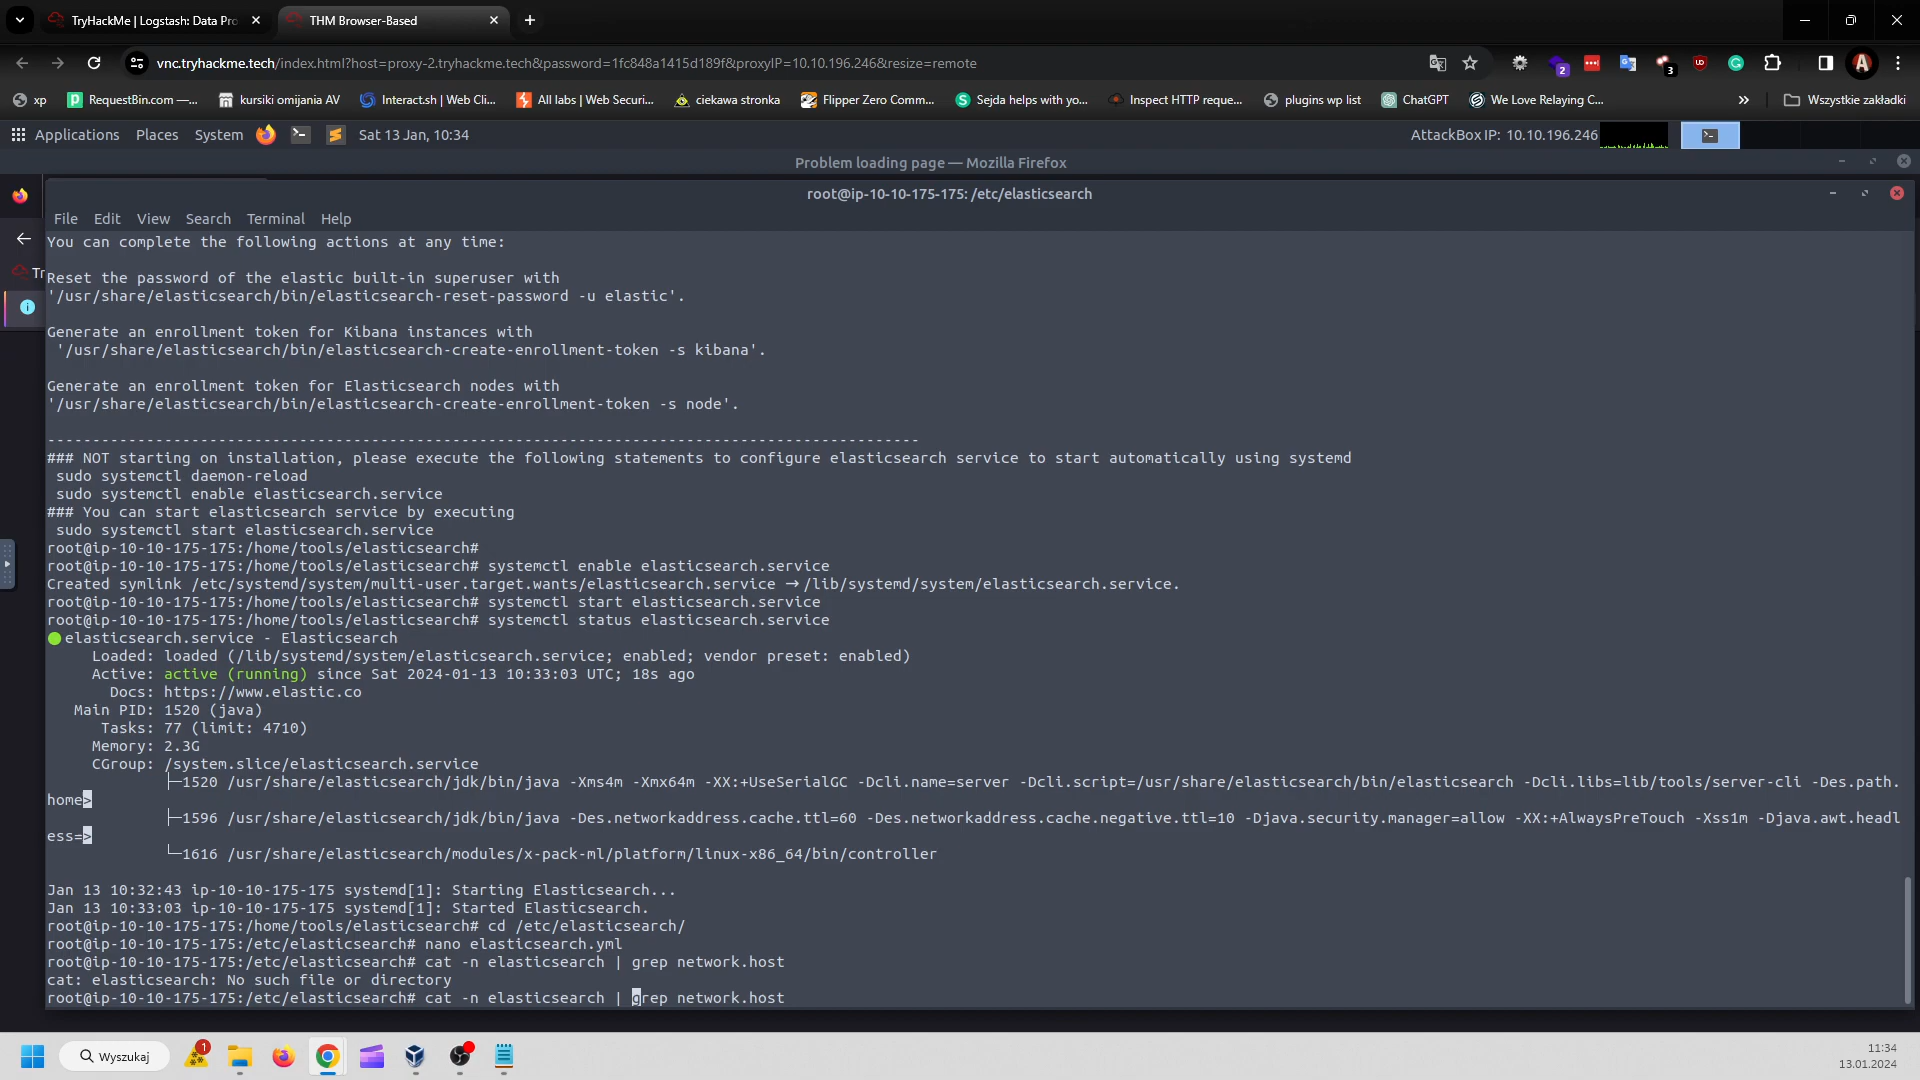 TryHackMe | Logstash: Data Pro
THM Browser-Based
vnc.tryhackme.tech/index.html?host=proxy-2.tryhackme.tech&password=1fc848a1415d189f&proxyIP=10.10.196.246&resize=remote
2
3
A
xp
RequestBin.com —...
kursiki omijania AV
Interact.sh | Web Cli...
All labs | Web Securi...
ciekawa stronka
Flipper Zero Comm...
Sejda helps with yo...
Inspect HTTP reque...
plugins wp list
ChatGPT
We Love Relaying C...
»
Wszystkie zakładki
Applications Places System
Sat 13 Jan, 10:34
AttackBox IP: 10.10.196.246
Problem loading page — Mozilla Firefox
root@ip-10-10-175-175: /etc/elasticsearch
File Edit View Search Terminal Help
Tr
You can complete the following actions at any time:
Reset the password of the elastic built-in superuser with
'/usr/share/elasticsearch/bin/elasticsearch-reset-password -u elastic'.
Generate an enrollment token for Kibana instances with
'/usr/share/elasticsearch/bin/elasticsearch-create-enrollment-token -s kibana'.
Generate an enrollment token for Elasticsearch nodes with
'/usr/share/elasticsearch/bin/elasticsearch-create-enrollment-token -s node'.
-------------------------------------------------------------------------------------------------
### NOT starting on installation, please execute the following statements to configure elasticsearch service to start automatically using systemd
sudo systemctl daemon-reload
sudo systemctl enable elasticsearch.service
### You can start elasticsearch service by executing
sudo systemctl start elasticsearch.service
root@ip-10-10-175-175:/home/tools/elasticsearch#
root@ip-10-10-175-175:/home/tools/elasticsearch# systemctl enable elasticsearch.service
Created symlink /etc/systemd/system/multi-user.target.wants/elasticsearch.service → /lib/systemd/system/elasticsearch.service.
root@ip-10-10-175-175:/home/tools/elasticsearch# systemctl start elasticsearch.service
root@ip-10-10-175-175:/home/tools/elasticsearch# systemctl status elasticsearch.service
● elasticsearch.service - Elasticsearch
Loaded: loaded (/lib/systemd/system/elasticsearch.service; enabled; vendor preset: enabled)
Active: active (running) since Sat 2024-01-13 10:33:03 UTC; 18s ago
Docs: https://www.elastic.co
Main PID: 1520 (java)
Tasks: 77 (limit: 4710)
Memory: 2.3G
CGroup: /system.slice/elasticsearch.service
├─1520 /usr/share/elasticsearch/jdk/bin/java -Xms4m -Xmx64m -XX:+UseSerialGC -Dcli.name=server -Dcli.script=/usr/share/elasticsearch/bin/elasticsearch -Dcli.libs=lib/tools/server-cli -Des.path.
home>
├─1596 /usr/share/elasticsearch/jdk/bin/java -Des.networkaddress.cache.ttl=60 -Des.networkaddress.cache.negative.ttl=10 -Djava.security.manager=allow -XX:+AlwaysPreTouch -Xss1m -Djava.awt.headl
ess=>
└─1616 /usr/share/elasticsearch/modules/x-pack-ml/platform/linux-x86_64/bin/controller
Jan 13 10:32:43 ip-10-10-175-175 systemd[1]: Starting Elasticsearch...
Jan 13 10:33:03 ip-10-10-175-175 systemd[1]: Started Elasticsearch.
root@ip-10-10-175-175:/home/tools/elasticsearch# cd /etc/elasticsearch/
root@ip-10-10-175-175:/etc/elasticsearch# nano elasticsearch.yml
root@ip-10-10-175-175:/etc/elasticsearch# cat -n elasticsearch | grep network.host
cat: elasticsearch: No such file or directory
root@ip-10-10-175-175:/etc/elasticsearch# cat -n elasticsearch | grep network.host
Wyszukaj
1
11:34
13.01.2024